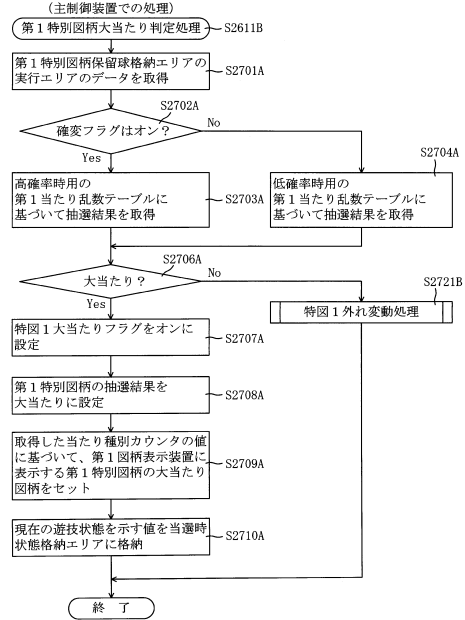 (主制御装置での処理)
第1特別図柄大当たり判定処理
S2611B
第1特別図柄保留球格納エリアの
実行エリアのデータを取得
S2701A
S2702A
確変フラグはオン?
No
Yes
S2704A
高確率時用の
第1当たり乱数テーブルに
基づいて抽選結果を取得
S2703A
低確率時用の
第1当たり乱数テーブルに
基づいて抽選結果を取得
S2706A
大当たり?
No
Yes
S2721B
特図1外れ変動処理
特図1大当たりフラグをオンに
設定
S2707A
第1特別図柄の抽選結果を
大当たりに設定
S2708A
取得した当たり種別カウンタの値
に基づいて、第1図柄表示装置に
表示する第1特別図柄の大当たり
図柄をセット
S2709A
現在の遊技状態を示す値を当選時
状態格納エリアに格納
S2710A
終 了